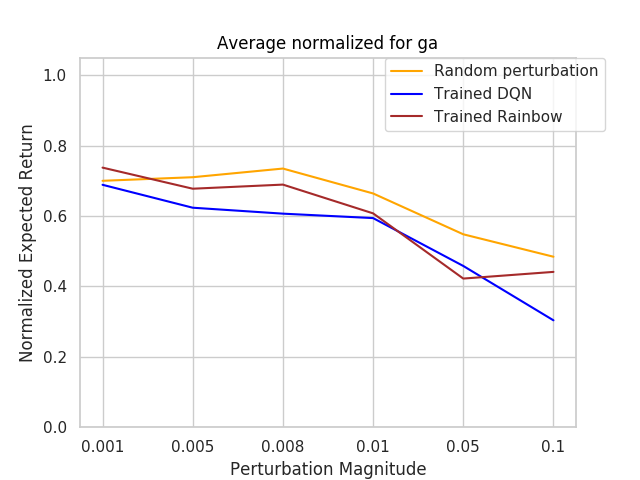 Average normalized for ga
Random perturbation
Trained DQN
Trained Rainbow
Normalized Expected Return
1.0
0.8
0.6
0.4
0.2
0.0
0.001 0.005 0.008 0.01 0.05 0.1
Perturbation Magnitude